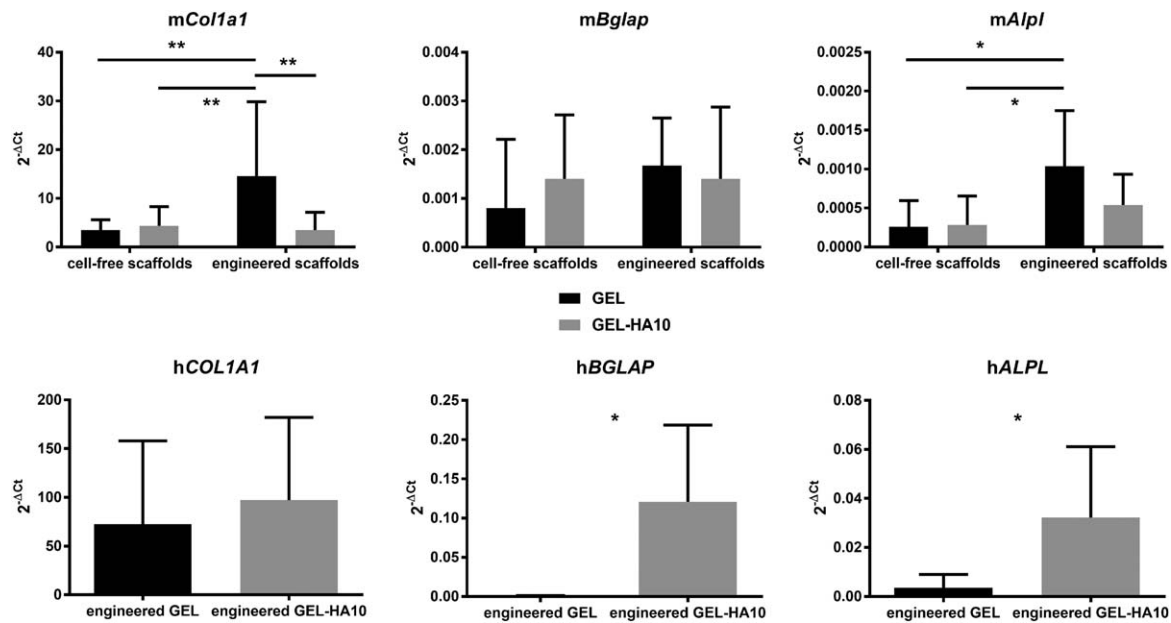 mCol1a1
2-ΔCt
40
30
20
10
0
**
**
**
cell-free scaffolds engineered scaffolds
mBglap
2-ΔCt
0.004
0.003
0.002
0.001
0.000
cell-free scaffolds engineered scaffolds
mAlpl
2-ΔCt
0.0025
0.0020
0.0015
0.0010
0.0005
0.0000
*
*
cell-free scaffolds engineered scaffolds
GEL
GEL-HA10
hCOL1A1
2-ΔCt
200
150
100
50
0
engineered GEL engineered GEL-HA10
hBGLAP
2-ΔCt
0.25
0.20
0.15
0.10
0.05
0.00
*
engineered GEL engineered GEL-HA10
hALPL
2-ΔCt
0.08
0.06
0.04
0.02
0.00
*
engineered GEL engineered GEL-HA10